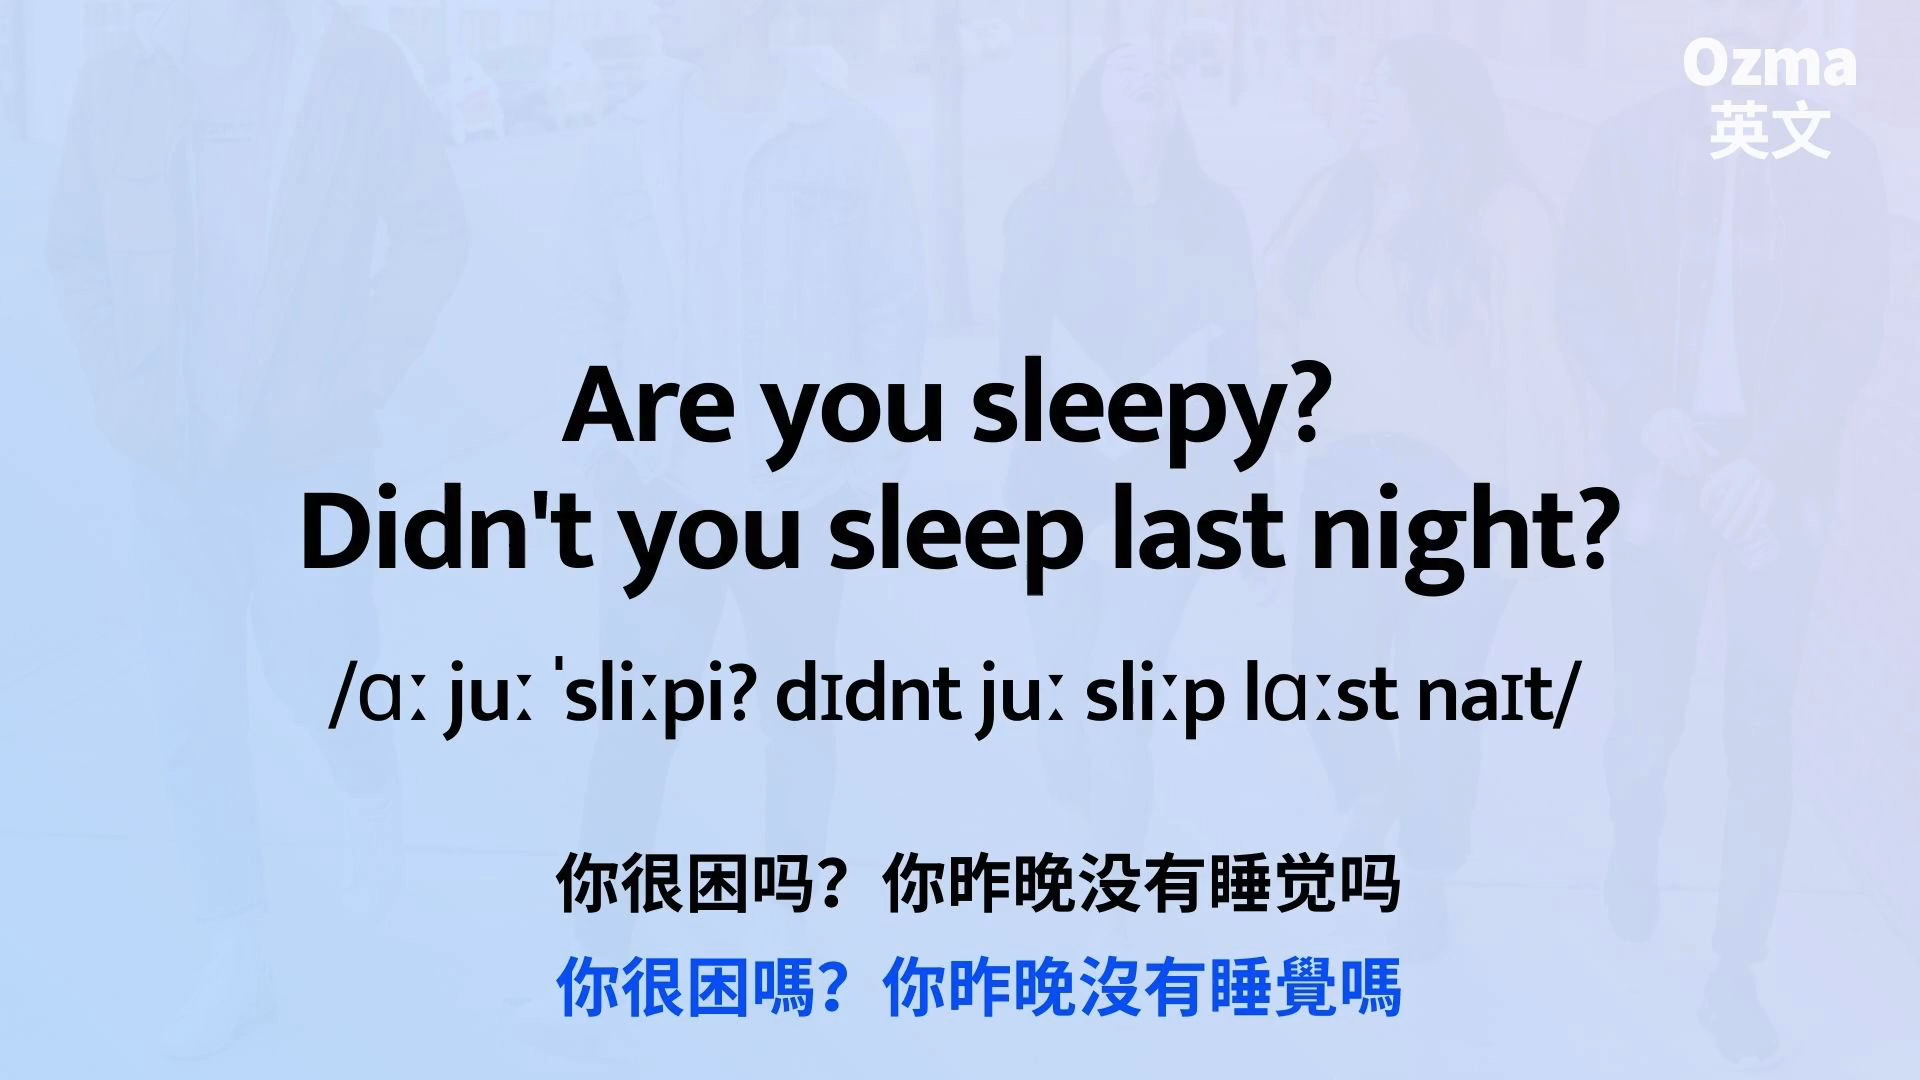 Ozma
英文
Are you sleepy?
Didn't you sleep last night?
/ɑː juː ˈsliːpi? dɪdnt juː sliːp lɑːst naɪt/
你很困吗？你昨晚没有睡觉吗
你很困嗎？你昨晚沒有睡覺嗎